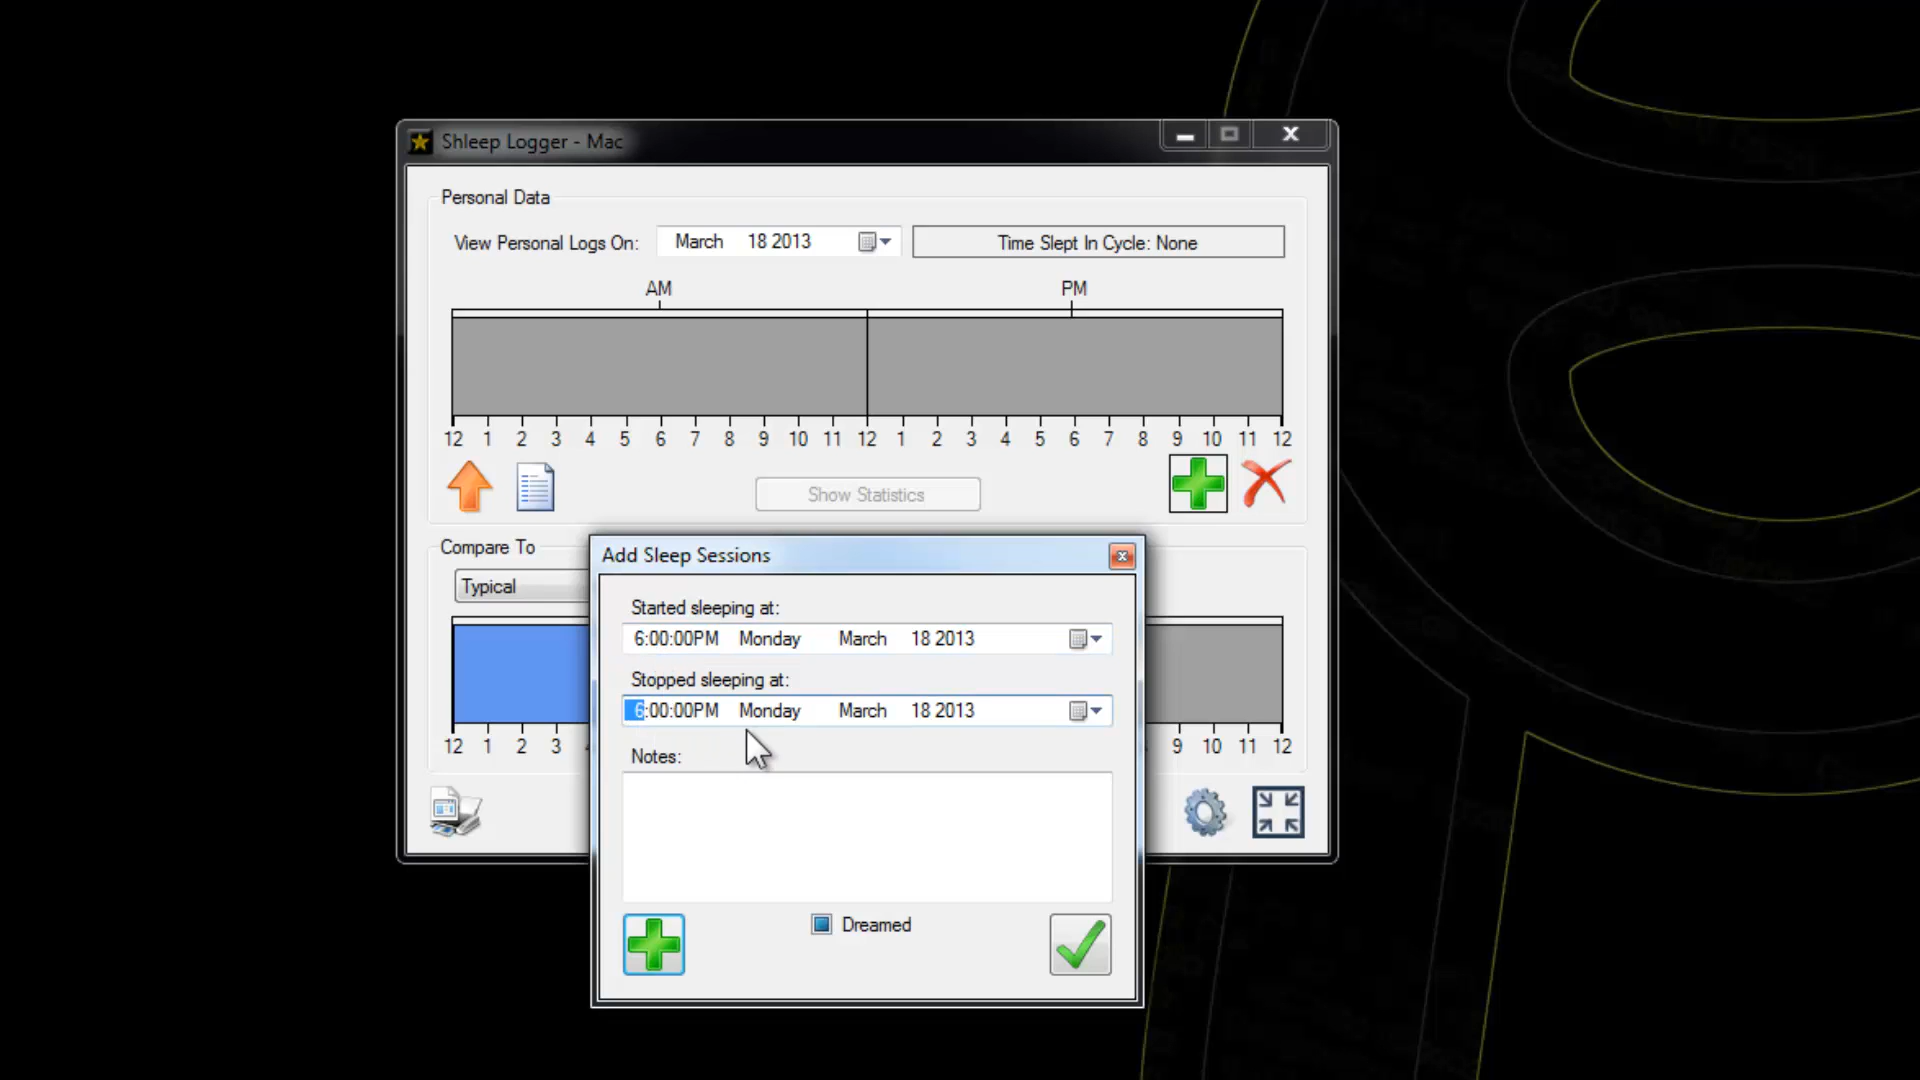 Shleep Logger - Mac
Personal Data
View Personal Logs On: March 18 2013 Time Slept In Cycle: None
AM PM
12 1 2 3 4 5 6 7 8 9 10 11 12 1 2 3 4 5 6 7 8 9 10 11 12
Show Statistics
Compare To
Typical
Add Sleep Sessions
Started sleeping at:
6:00:00PM Monday March 18 2013
Stopped sleeping at:
6:00:00PM Monday March 18 2013
12 1 2 3 9 10 11 12
Notes:
Dreamed